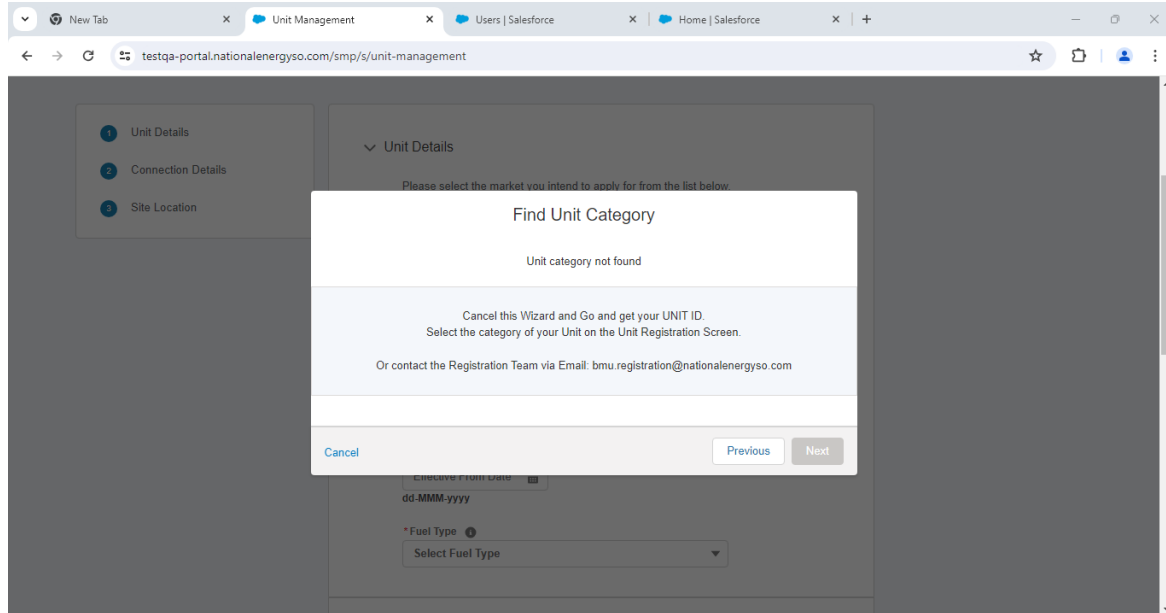 New Tab
Unit Management
Users | Salesforce
Home | Salesforce
testqa-portal.nationalenergyso.com/smp/s/unit-management
1 Unit Details
2 Connection Details
3 Site Location
Unit Details
Please select the market you intend to apply for from the list below.
Find Unit Category
Unit category not found
Cancel this Wizard and Go and get your UNIT ID.
Select the category of your Unit on the Unit Registration Screen.
Or contact the Registration Team via Email: bmu.registration@nationalenergyso.com
Cancel
Previous
Next
Effective From Date
dd-MMM-yyyy
*Fuel Type
Select Fuel Type